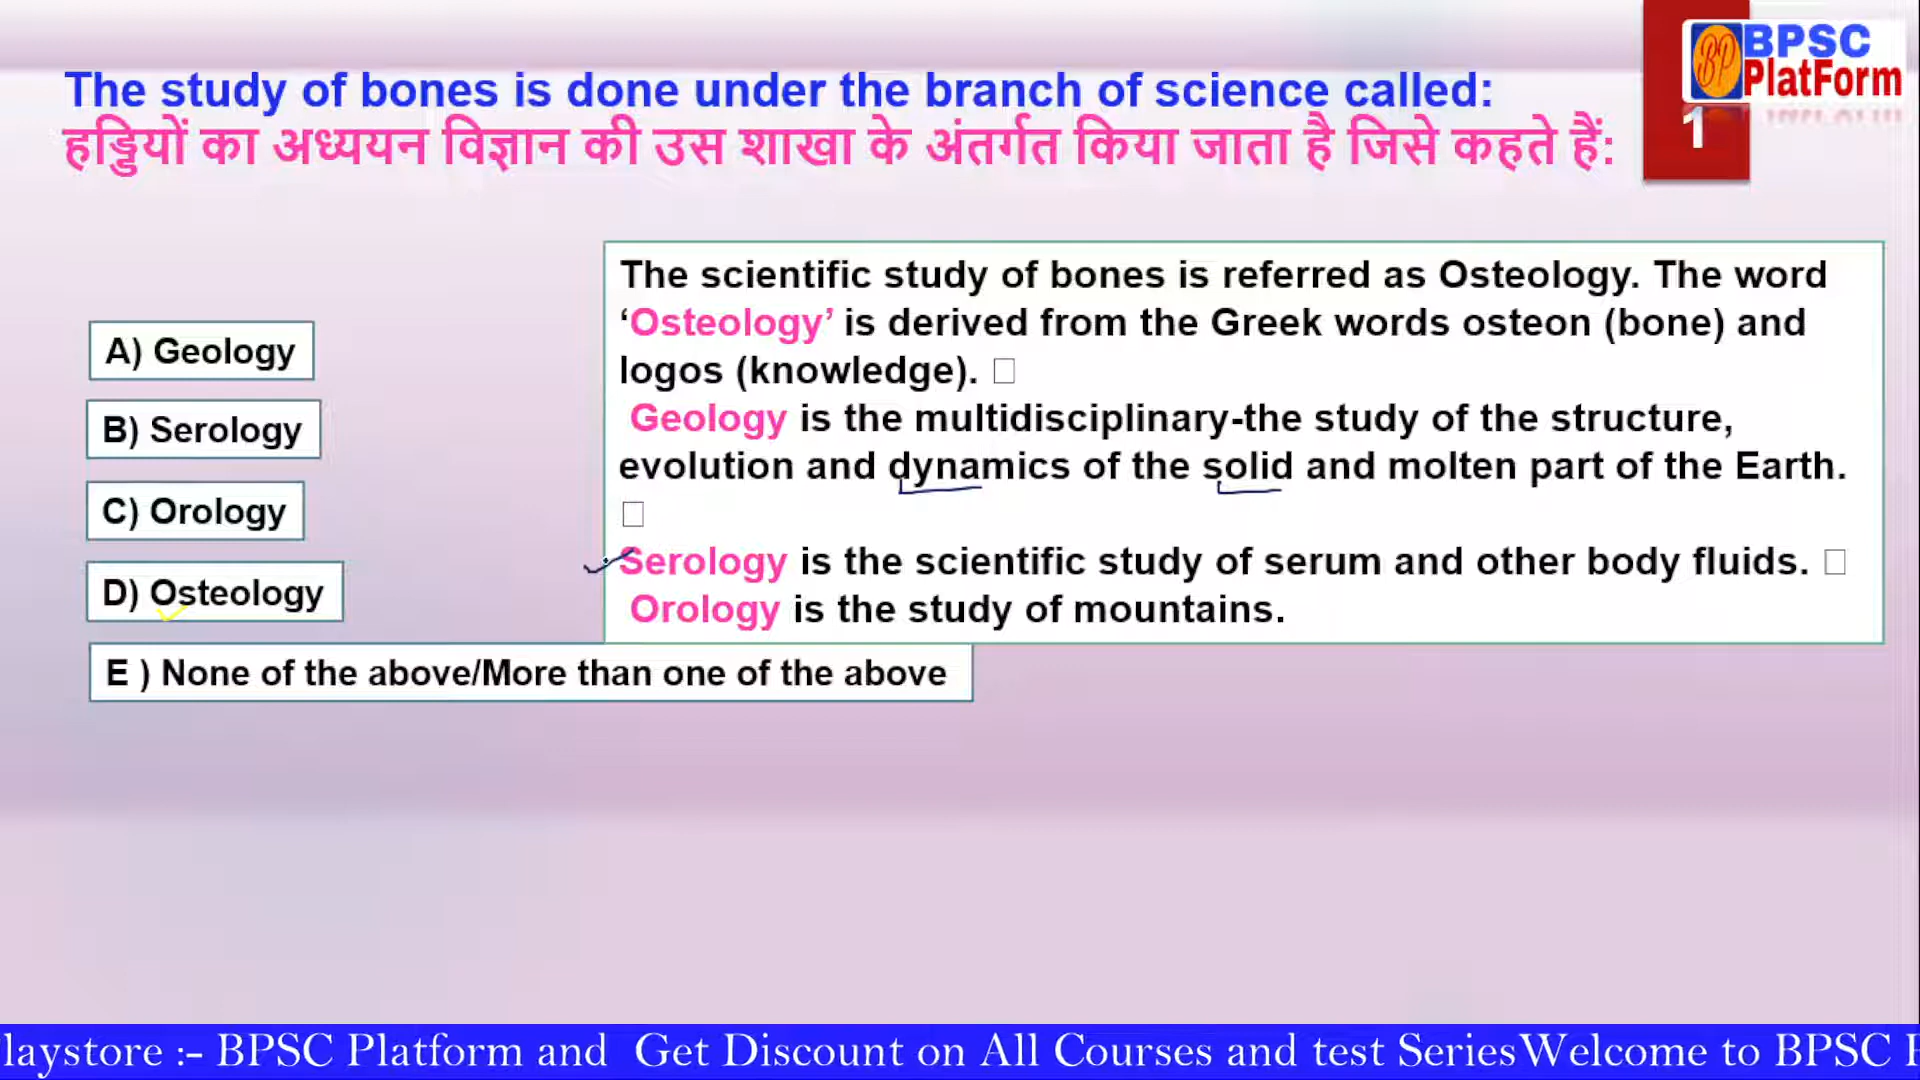 The study of bones is done under the branch of science called:
हड्डियों का अध्ययन विज्ञान की उस शाखा के अंतर्गत किया जाता है जिसे कहते हैं:
BPSC
PlatForm
BP
1
The scientific study of bones is referred as Osteology. The word
‘Osteology’ is derived from the Greek words osteon (bone) and
logos (knowledge). □
Geology is the multidisciplinary-the study of the structure,
evolution and dynamics of the solid and molten part of the Earth.
□
Serology is the scientific study of serum and other body fluids. □
Orology is the study of mountains.
A) Geology
B) Serology
C) Orology
D) Osteology
E ) None of the above/More than one of the above
laystore :- BPSC Platform and Get Discount on All Courses and test SeriesWelcome to BPSC